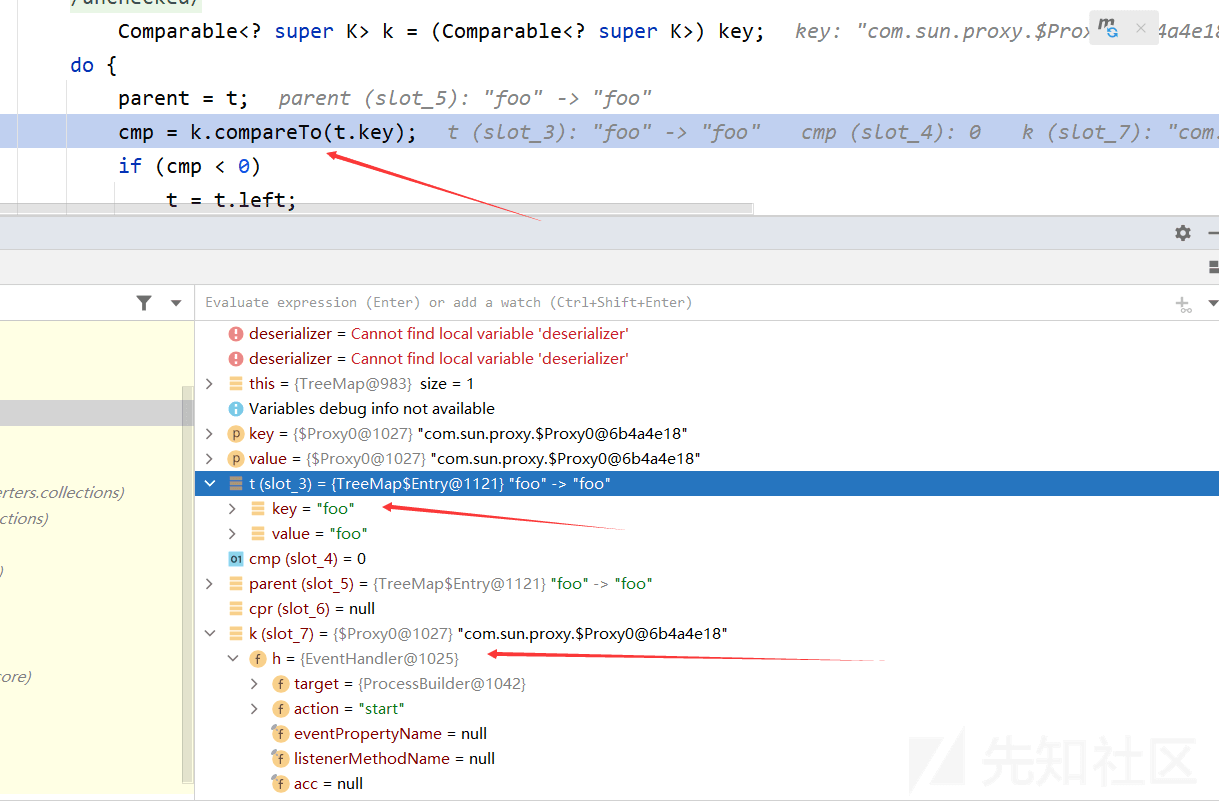 /unchecked/
Comparable<? super K> k = (Comparable<? super K>) key; key: "com.sun.proxy.$Prox 4a4e18
do {
parent = t; parent (slot_5): "foo" -> "foo"
cmp = k.compareTo(t.key); t (slot_3): "foo" -> "foo" cmp (slot_4): 0 k (slot_7): "com.
if (cmp < 0)
t = t.left;
Evaluate expression (Enter) or add a watch (Ctrl+Shift+Enter)
deserializer = Cannot find local variable 'deserializer'
deserializer = Cannot find local variable 'deserializer'
this = {TreeMap@983} size = 1
Variables debug info not available
key = {$Proxy0@1027} "com.sun.proxy.$Proxy0@6b4a4e18"
value = {$Proxy0@1027} "com.sun.proxy.$Proxy0@6b4a4e18"
t (slot_3) = {TreeMap$Entry@1121} "foo" -> "foo"
rters.collections)
key = "foo"
ctions)
value = "foo"
cmp (slot_4) = 0
)
parent (slot_5) = {TreeMap$Entry@1121} "foo" -> "foo"
cpr (slot_6) = null
k (slot_7) = {$Proxy0@1027} "com.sun.proxy.$Proxy0@6b4a4e18"
h = {EventHandler@1025}
ore)
target = {ProcessBuilder@1042}
action = "start"
eventPropertyName = null
listenerMethodName = null
acc = null
先知社区